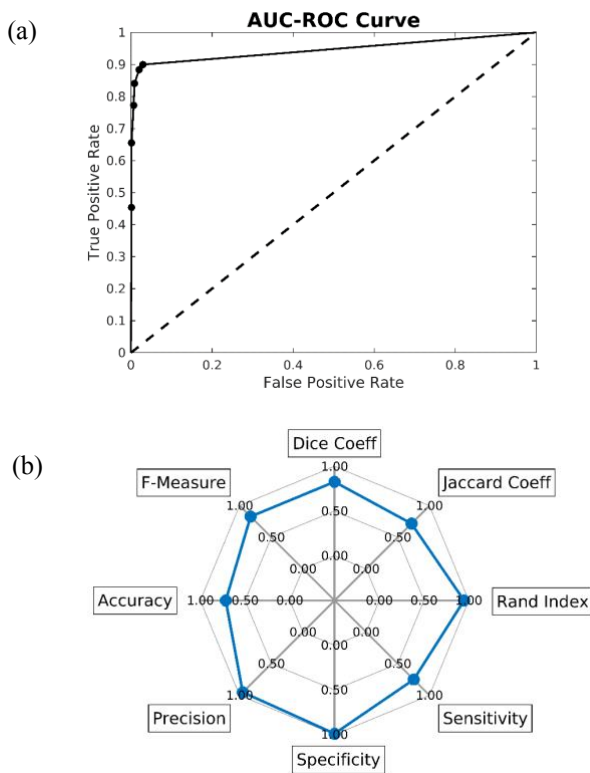 (a)
AUC-ROC Curve
1
0.9
0.8
0.7
0.6
0.5
0.4
0.3
0.2
0.1
0
True Positive Rate
0 0.2 0.4 0.6 0.8 1
False Positive Rate
(b)
Dice Coeff
F-Measure
Jaccard Coeff
1.00
1.00 1.00
0.50
0.50 0.50
0.00
0.00 0.00
Accuracy 1.00 0.50 0.00 0.00 0.50 1.00 Rand Index
0.00 0.00
0.00
0.50 0.50
0.50
1.00 1.00
Precision
Sensitivity
1.00
Specificity